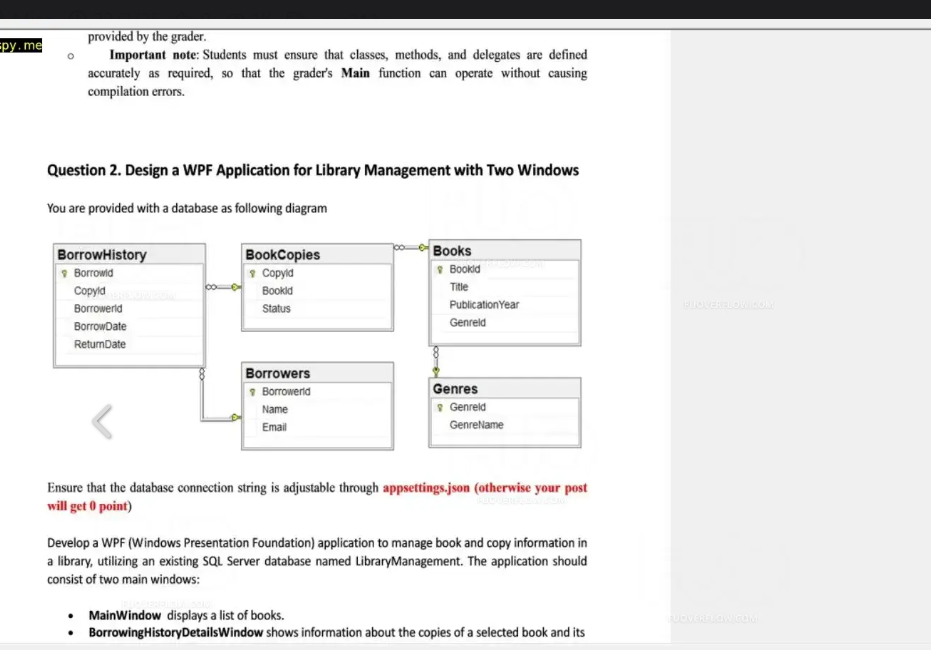 provided by the grader.
spy.me
o Important note: Students must ensure that classes, methods, and delegates are defined
accurately as required, so that the grader's Main function can operate without causing
compilation errors.
Question 2. Design a WPF Application for Library Management with Two Windows
You are provided with a database as following diagram
BorrowHistory
BorrowId
CopyId
BorrowerId
BorrowDate
ReturnDate
BookCopies
CopyId
BookId
Status
Books
BookId
Title
PublicationYear
GenreId
Borrowers
BorrowerId
Name
Email
Genres
GenreId
GenreName
Ensure that the database connection string is adjustable through appsettings.json (otherwise your post
will get 0 point)
Develop a WPF (Windows Presentation Foundation) application to manage book and copy information in
a library, utilizing an existing SQL Server database named LibraryManagement. The application should
consist of two main windows:
• MainWindow displays a list of books.
• BorrowingHistoryDetailsWindow shows information about the copies of a selected book and its